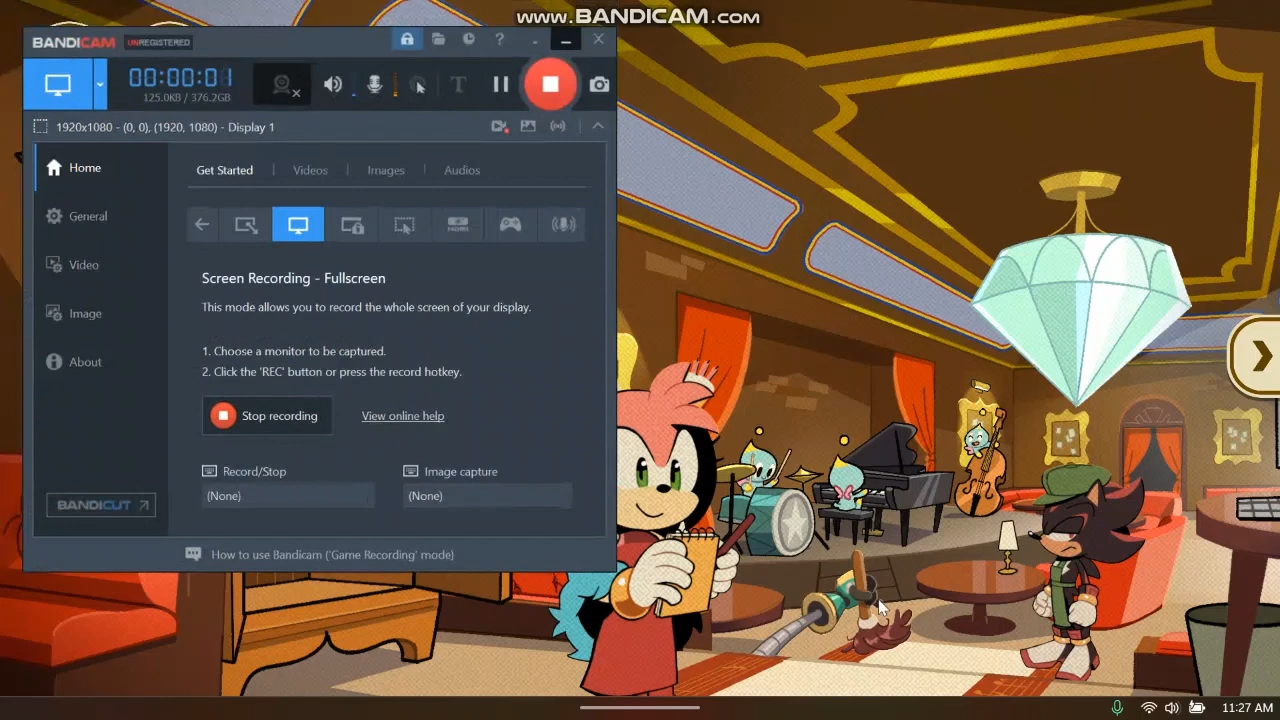 www.BANDICAM.com
BANDICAM UNREGISTERED
?
00:00:01
125.0KB / 376.2GB
T
1920x1080 - (0, 0), (1920, 1080) - Display 1
Home
Get Started
Videos
Images
Audios
General
Video
Image
About
Screen Recording - Fullscreen
This mode allows you to record the whole screen of your display.
1. Choose a monitor to be captured.
2. Click the 'REC' button or press the record hotkey.
Stop recording
View online help
Record/Stop
Image capture
(None)
(None)
BANDICUT
How to use Bandicam ('Game Recording' mode)
11:27 AM